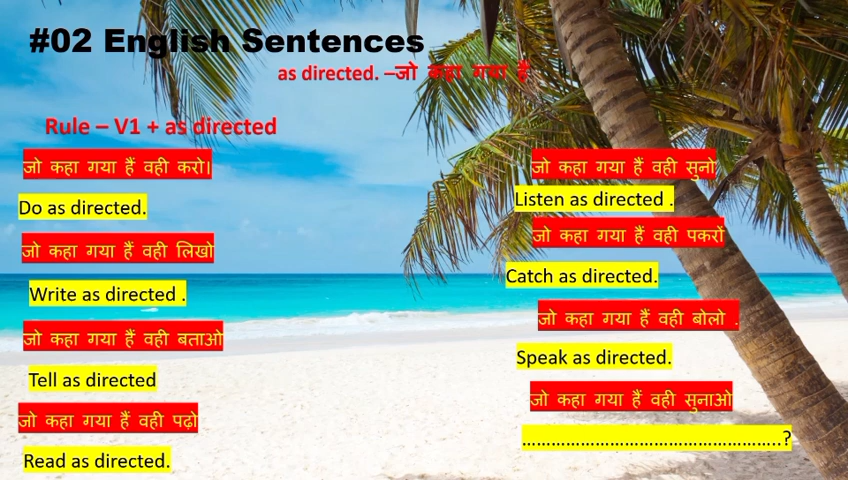 #02 English Sentences
as directed. –जो कहा गया हैं
Rule – V1 + as directed
जो कहा गया हैं वही करो।
Do as directed.
जो कहा गया हैं वही लिखो
Write as directed .
जो कहा गया हैं वही बताओ
Tell as directed
जो कहा गया हैं वही पढ़ो
Read as directed.
जो कहा गया हैं वही सुनो
Listen as directed .
जो कहा गया हैं वही पकरों
Catch as directed.
जो कहा गया हैं वही बोलो .
Speak as directed.
जो कहा गया हैं वही सुनाओ
……………………………………………..?